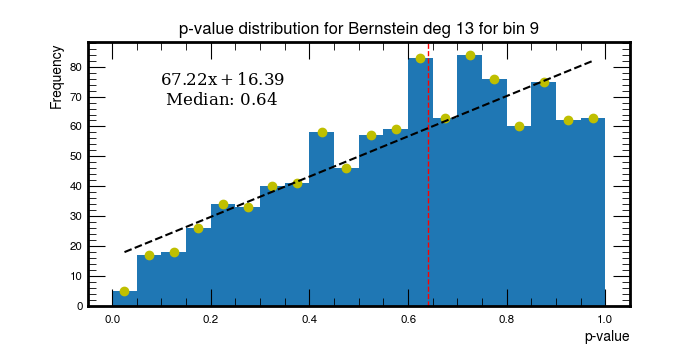 p-value distribution for Bernstein deg 13 for bin 9
Frequency
67.22x + 16.39
Median: 0.64
80
70
60
50
40
30
20
10
0
0.0 0.2 0.4 0.6 0.8 1.0
p-value